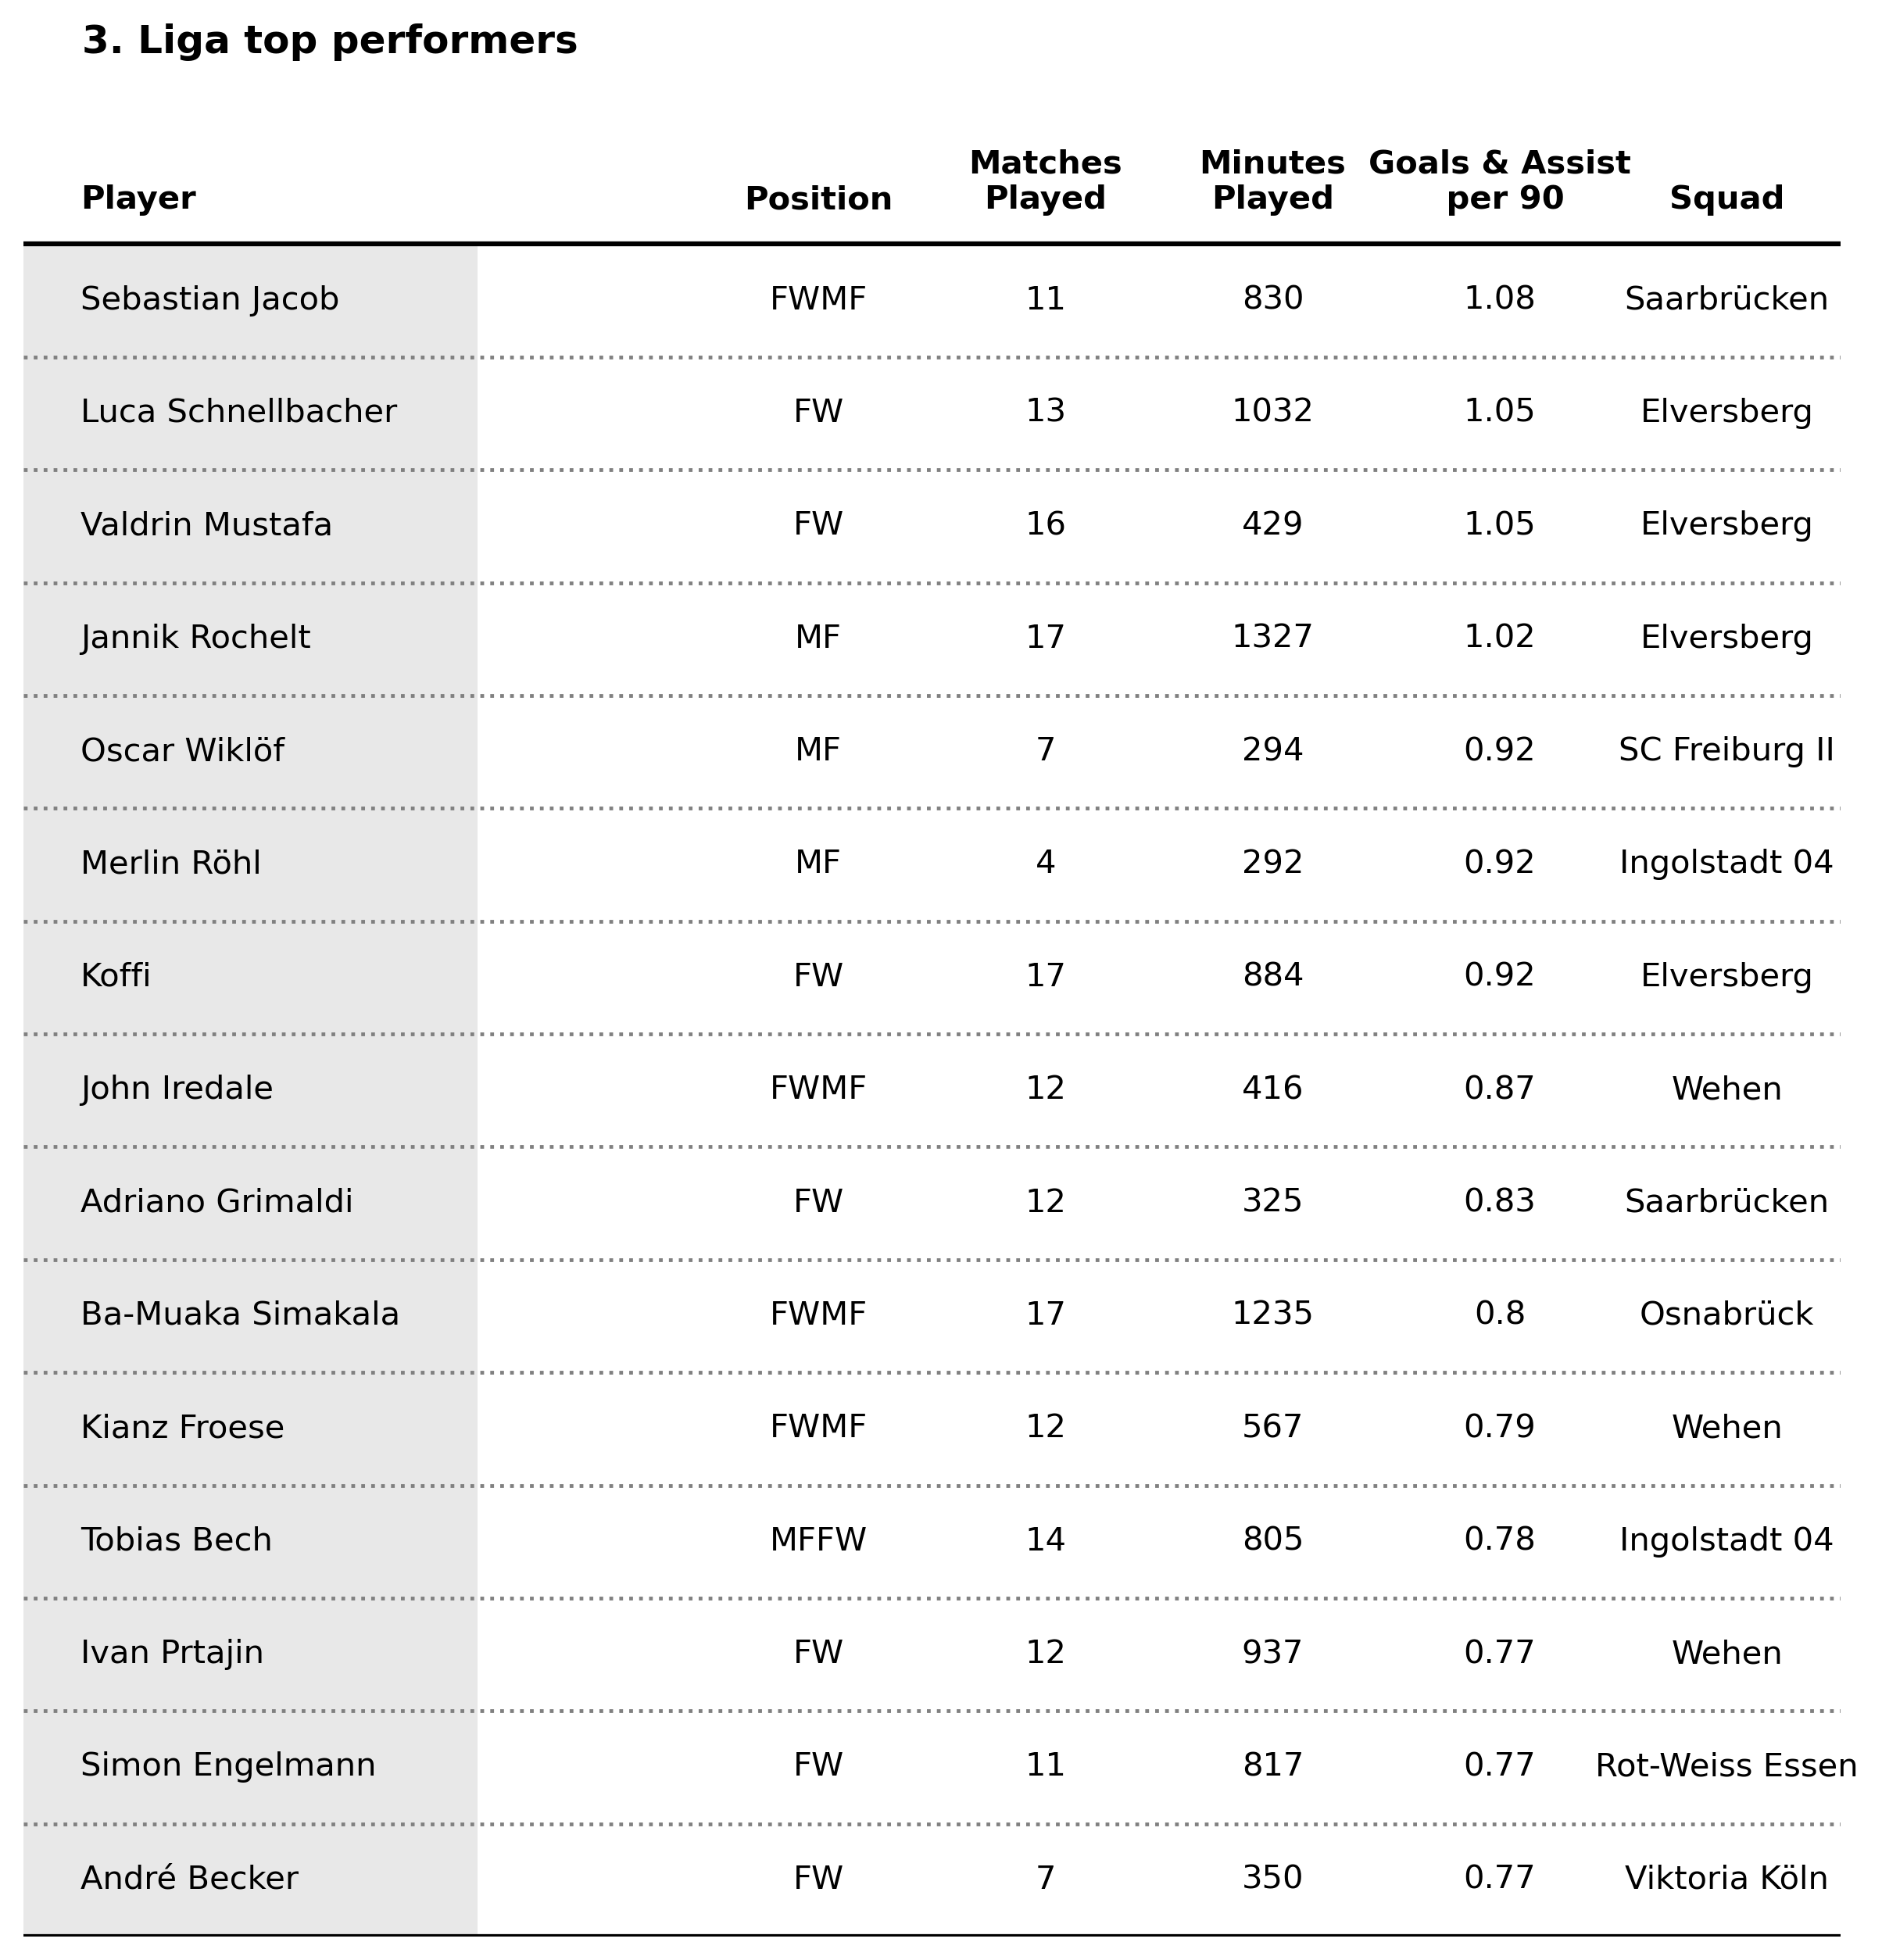 3. Liga top performers
Player Position Matches Played Minutes Played Goals & Assist per 90 Squad
Sebastian Jacob FWMF 11 830 1.08 Saarbrücken
Luca Schnellbacher FW 13 1032 1.05 Elversberg
Valdrin Mustafa FW 16 429 1.05 Elversberg
Jannik Rochelt MF 17 1327 1.02 Elversberg
Oscar Wiklöf MF 7 294 0.92 SC Freiburg II
Merlin Röhl MF 4 292 0.92 Ingolstadt 04
Koffi FW 17 884 0.92 Elversberg
John Iredale FWMF 12 416 0.87 Wehen
Adriano Grimaldi FW 12 325 0.83 Saarbrücken
Ba-Muaka Simakala FWMF 17 1235 0.8 Osnabrück
Kianz Froese FWMF 12 567 0.79 Wehen
Tobias Bech MFFW 14 805 0.78 Ingolstadt 04
Ivan Prtajin FW 12 937 0.77 Wehen
Simon Engelmann FW 11 817 0.77 Rot-Weiss Essen
André Becker FW 7 350 0.77 Viktoria Köln